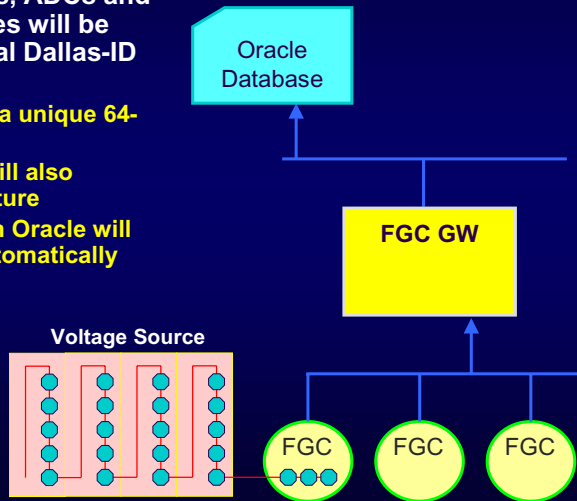 s, ADCs and
es will be
al Dallas-ID
a unique 64-
ill also
ture
n Oracle will
tomatically
Oracle
Database
FGC GW
Voltage Source
FGC
FGC
FGC